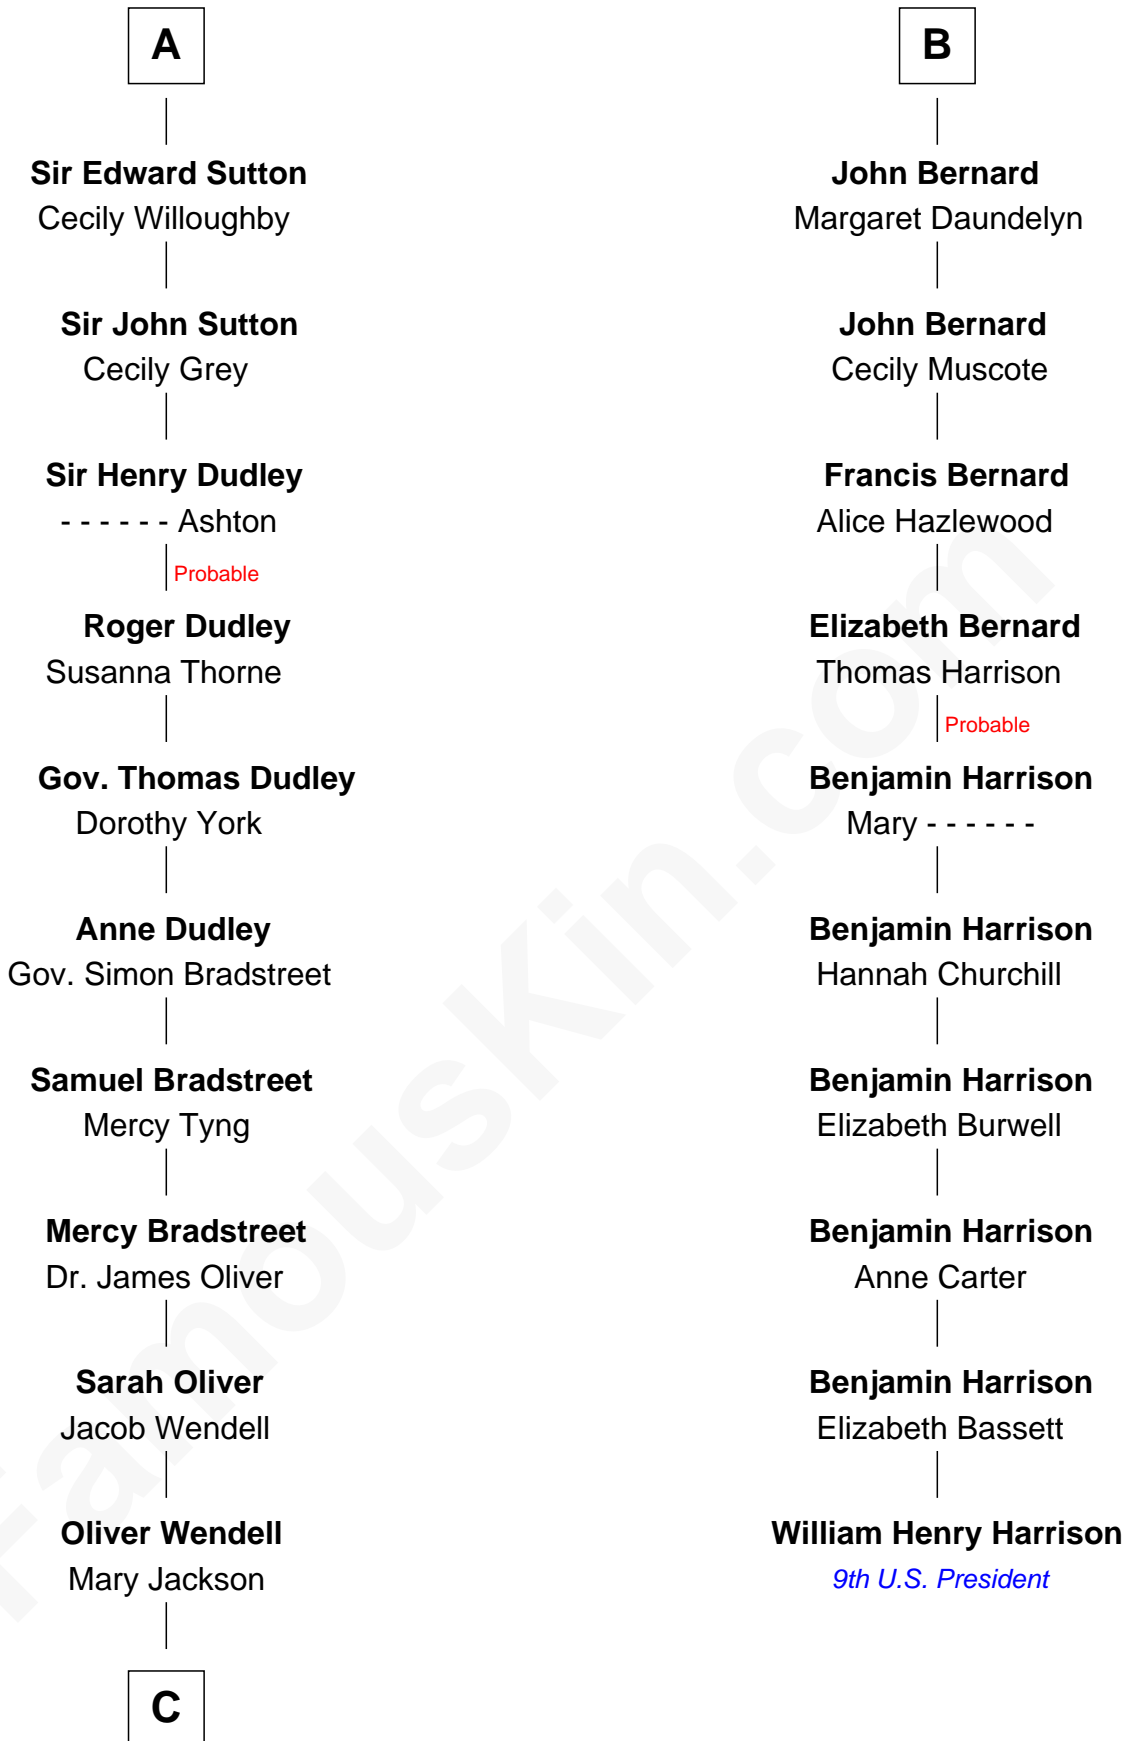 A
Sir Edward Sutton
Cecily Willoughby
Sir John Sutton
Cecily Grey
Sir Henry Dudley
- - - - - - Ashton
Probable
Roger Dudley
Susanna Thorne
Gov. Thomas Dudley
Dorothy York
Anne Dudley
Gov. Simon Bradstreet
Samuel Bradstreet
Mercy Tyng
Mercy Bradstreet
Dr. James Oliver
Sarah Oliver
Jacob Wendell
Oliver Wendell
Mary Jackson
C
B
John Bernard
Margaret Daundelyn
John Bernard
Cecily Muscote
Francis Bernard
Alice Hazlewood
Elizabeth Bernard
Thomas Harrison
Probable
Benjamin Harrison
Mary - - - - - -
Benjamin Harrison
Hannah Churchill
Benjamin Harrison
Elizabeth Burwell
Benjamin Harrison
Anne Carter
Benjamin Harrison
Elizabeth Bassett
William Henry Harrison
9th U.S. President
FamousKin.com